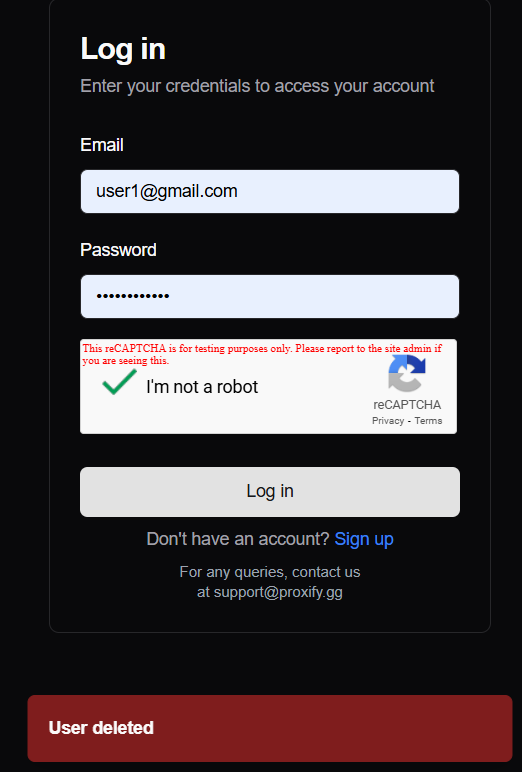 Log in
Enter your credentials to access your account
Email
user1@gmail.com
Password
••••••••••••
This reCAPTCHA is for testing purposes only. Please report to the site admin if
you are seeing this.
I'm not a robot
reCAPTCHA
Privacy - Terms
Log in
Don't have an account? Sign up
For any queries, contact us
at support@proxify.gg
User deleted